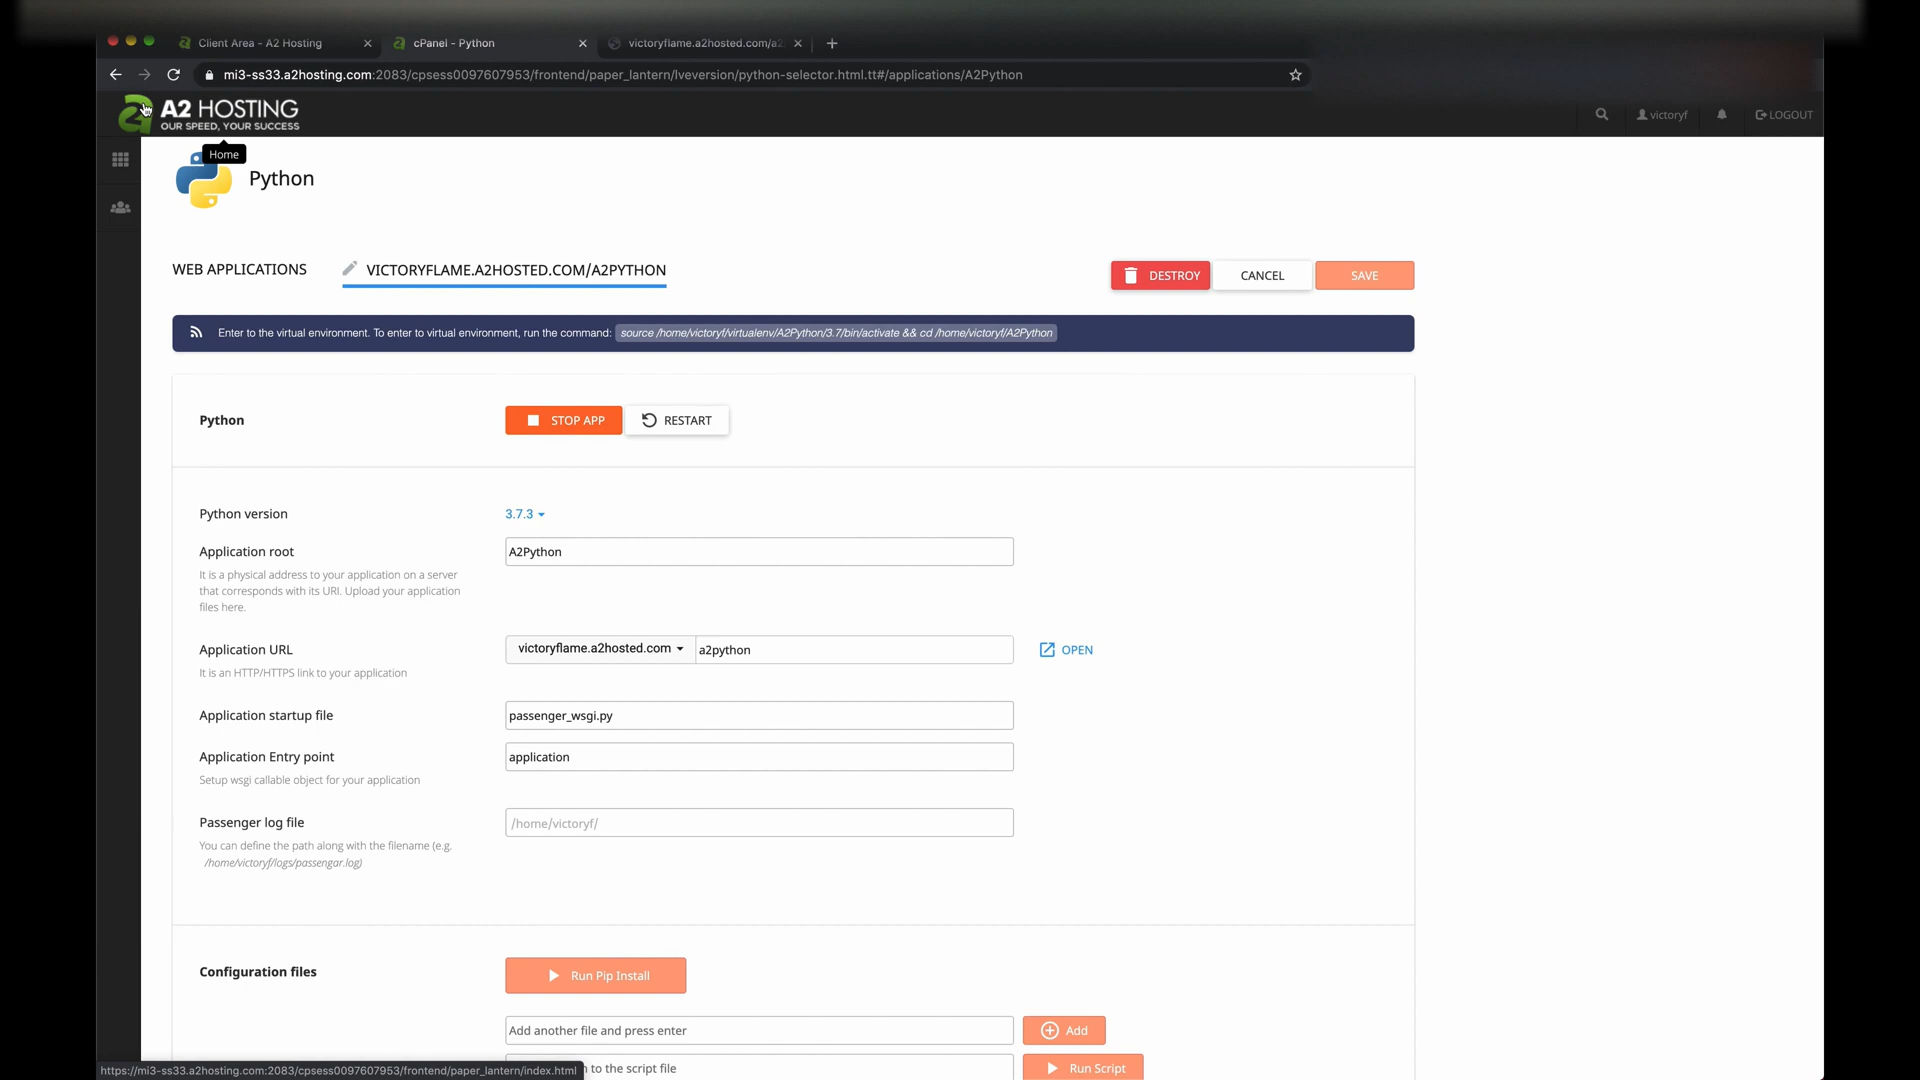 Client Area - A2 Hosting
cPanel - Python
victoryflame.a2hosted.com/a2
mi3-ss33.a2hosting.com:2083/cpsess0097607953/frontend/paper_lantern/lveversion/python-selector.html.tt#/applications/A2Python
A2 HOSTING
OUR SPEED, YOUR SUCCESS
victoryf
LOGOUT
Home
Python
WEB APPLICATIONS
VICTORYFLAME.A2HOSTED.COM/A2PYTHON
DESTROY
CANCEL
SAVE
Enter to the virtual environment. To enter to virtual environment, run the command: source /home/victoryf/virtualenv/A2Python/3.7/bin/activate && cd /home/victoryf/A2Python
Python
STOP APP
RESTART
Python version
3.7.3
Application root
A2Python
It is a physical address to your application on a server
that corresponds with its URI. Upload your application
files here.
Application URL
victoryflame.a2hosted.com
a2python
OPEN
It is an HTTP/HTTPS link to your application
Application startup file
passenger_wsgi.py
Application Entry point
application
Setup wsgi callable object for your application
Passenger log file
/home/victoryf/
You can define the path along with the filename (e.g.
/home/victoryf/logs/passengar.log)
Configuration files
Run Pip Install
Add another file and press enter
Add
to the script file
Run Script
https://mi3-ss33.a2hosting.com:2083/cpsess0097607953/frontend/paper_lantern/index.html